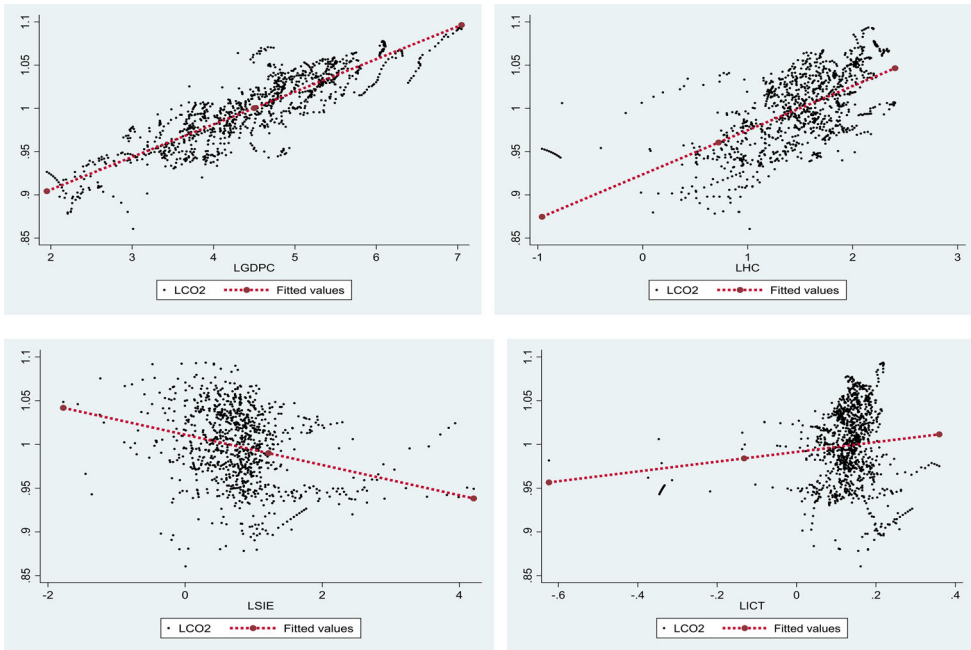 1.1
1.05
1
.95
.9
.85
2 3 4 5 6 7
LGDPC
LCO2 Fitted values
1.1
1.05
1
.95
.9
.85
-1 0 1 2 3
LHC
LCO2 Fitted values
1.1
1.05
1
.95
.9
.85
-2 0 2 4
LSIE
LCO2 Fitted values
1.1
1.05
1
.95
.9
.85
-.6 -.4 -.2 0 .2 .4
LICT
LCO2 Fitted values